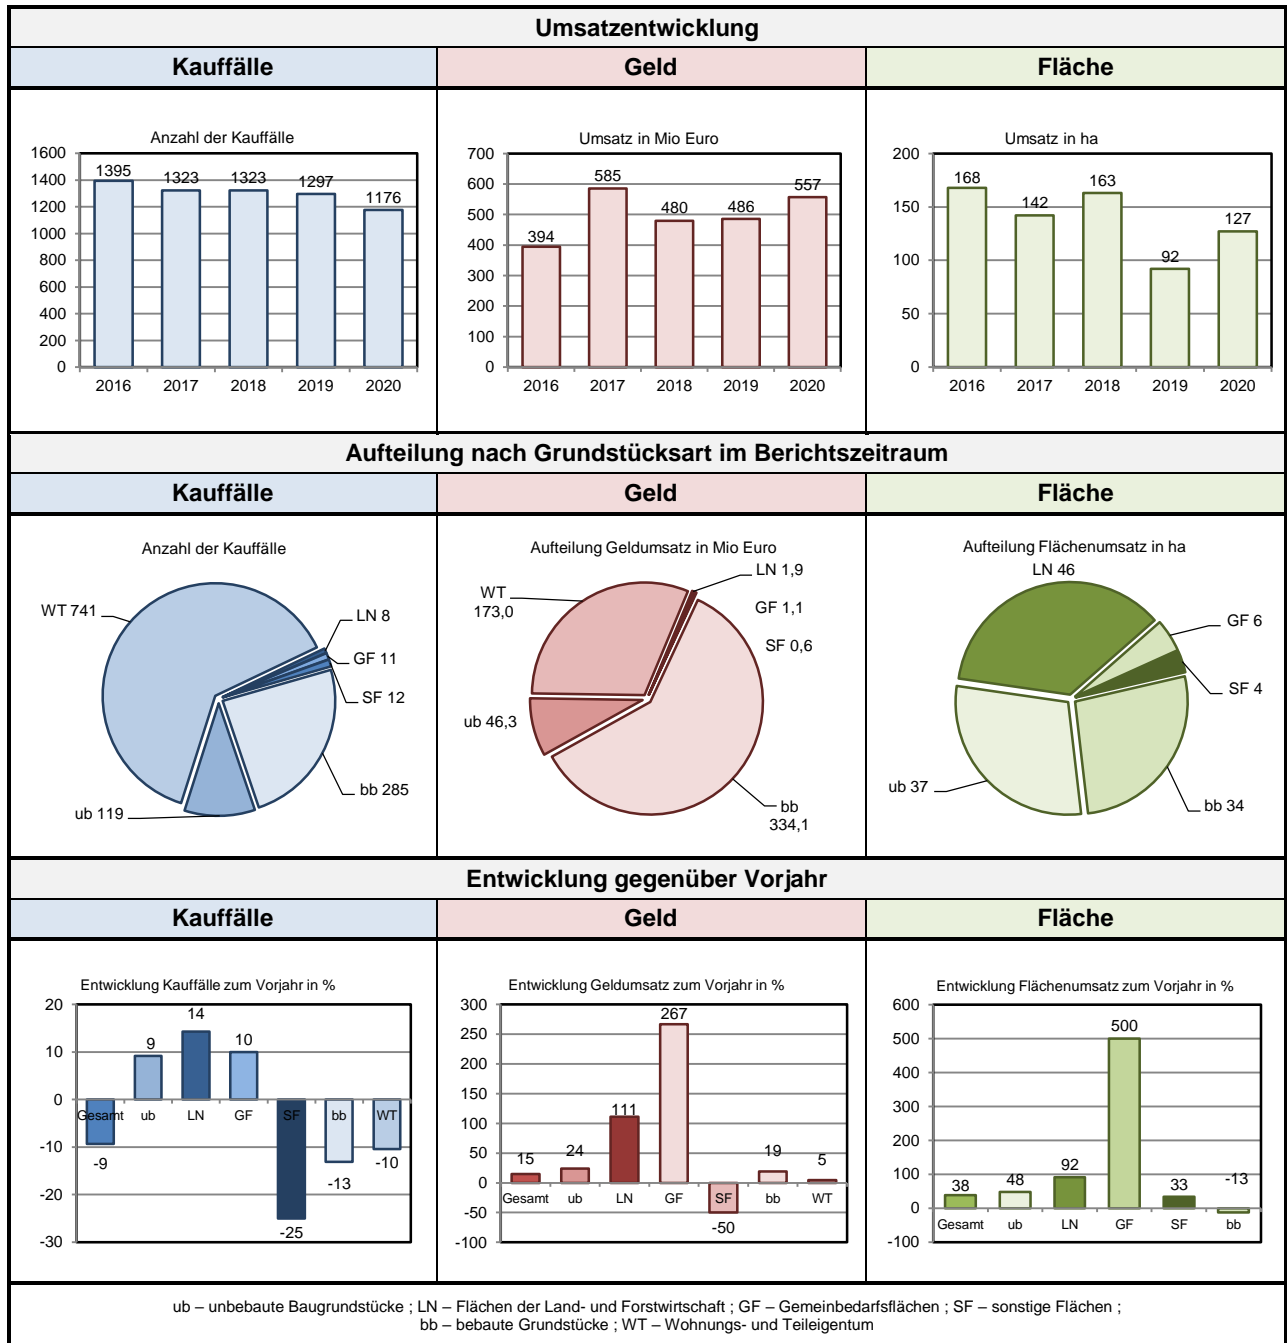 Umsatzentwicklung
Kauffälle
Geld
Fläche
Anzahl der Kauffälle
1600
1400
1200
1000
800
600
400
200
0
1395
1323
1323
1297
1176
2016
2017
2018
2019
2020
Umsatz in Mio Euro
700
600
500
400
300
200
100
0
394
585
480
486
557
2016
2017
2018
2019
2020
Umsatz in ha
200
150
100
50
0
168
142
163
92
127
2016
2017
2018
2019
2020
Aufteilung nach Grundstücksart im Berichtszeitraum
Kauffälle
Geld
Fläche
Anzahl der Kauffälle
WT 741
LN 8
GF 11
SF 12
bb 285
ub 119
Aufteilung Geldumsatz in Mio Euro
WT
173,0
LN 1,9
GF 1,1
SF 0,6
ub 46,3
bb
334,1
Aufteilung Flächenumsatz in ha
LN 46
GF 6
SF 4
ub 37
bb 34
Entwicklung gegenüber Vorjahr
Kauffälle
Geld
Fläche
Entwicklung Kauffälle zum Vorjahr in %
20
10
0
-10
-20
-30
-9
9
14
10
-25
-13
-10
Gesamt
ub
LN
GF
SF
bb
WT
Entwicklung Geldumsatz zum Vorjahr in %
300
250
200
150
100
50
0
-50
-100
15
24
111
267
-50
19
5
Gesamt
ub
LN
GF
SF
bb
WT
Entwicklung Flächenumsatz zum Vorjahr in %
600
500
400
300
200
100
0
-100
38
48
92
500
33
-13
Gesamt
ub
LN
GF
SF
bb
ub – unbebaute Baugrundstücke ; LN – Flächen der Land- und Forstwirtschaft ; GF – Gemeinbedarfsflächen ; SF – sonstige Flächen ;
bb – bebaute Grundstücke ; WT – Wohnungs- und Teileigentum